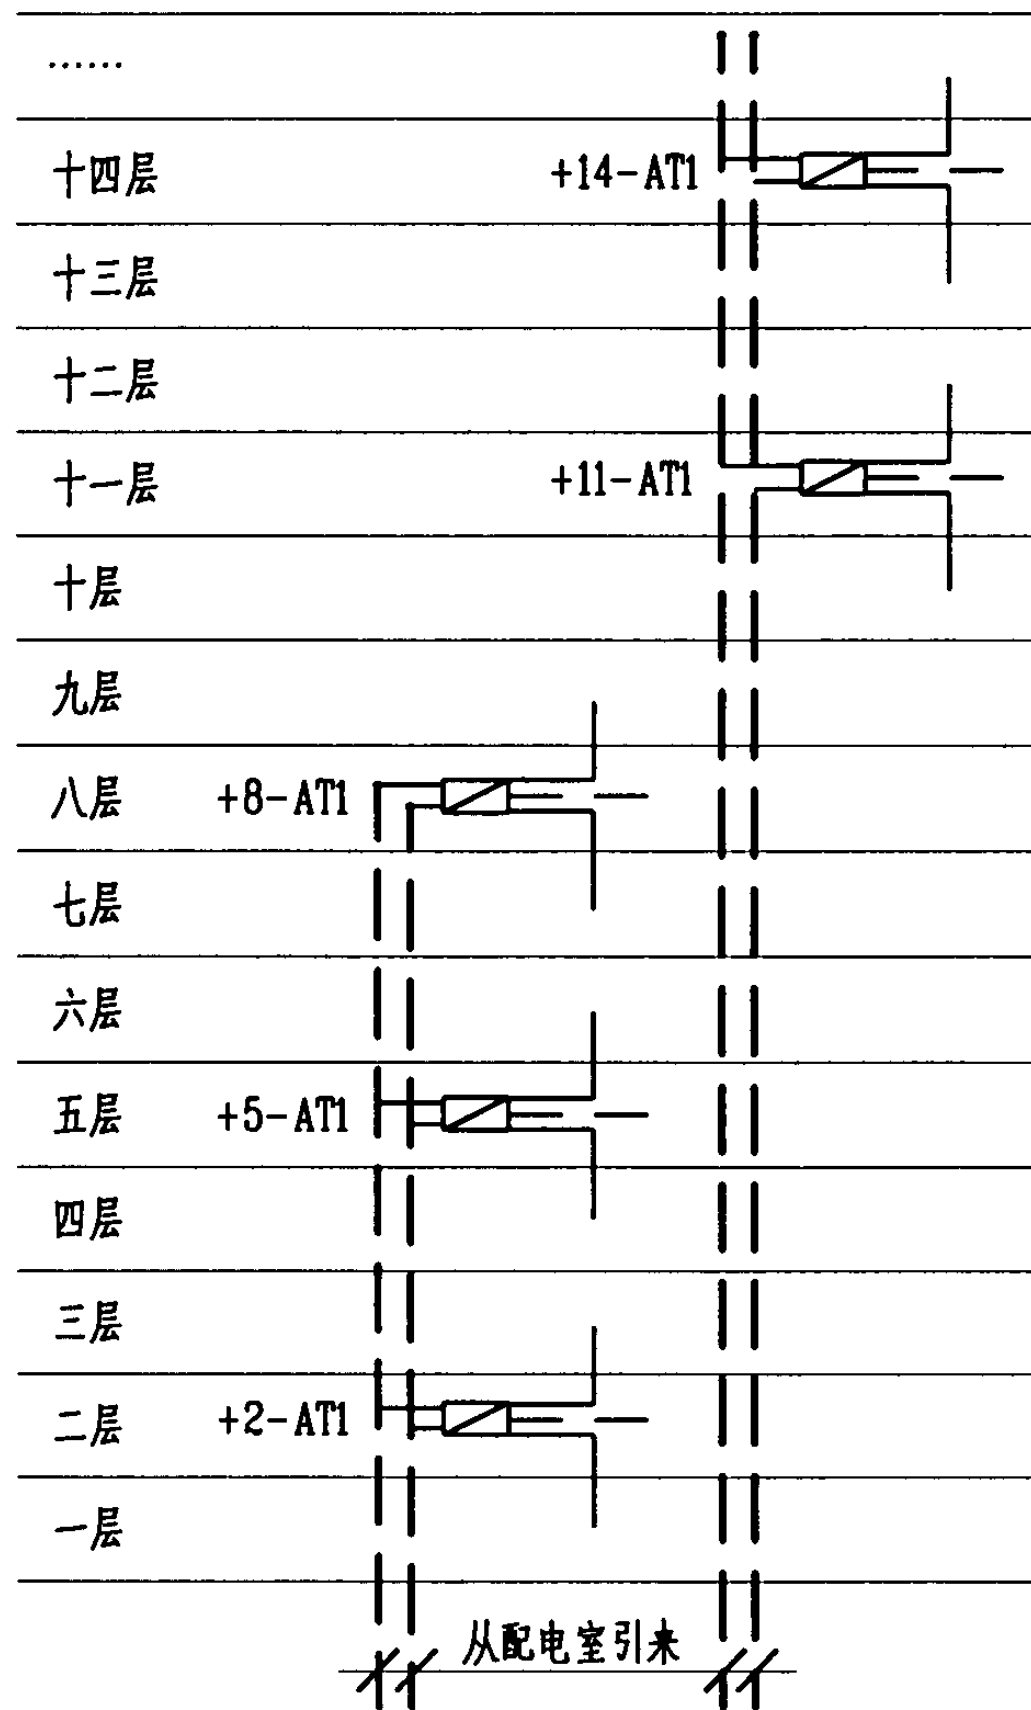 ......
十四层 +14-AT1
十三层
十二层
十一层 +11-AT1
十层
九层
八层 +8-AT1
七层
六层
五层 +5-AT1
四层
三层
二层 +2-AT1
一层
从配电室引来